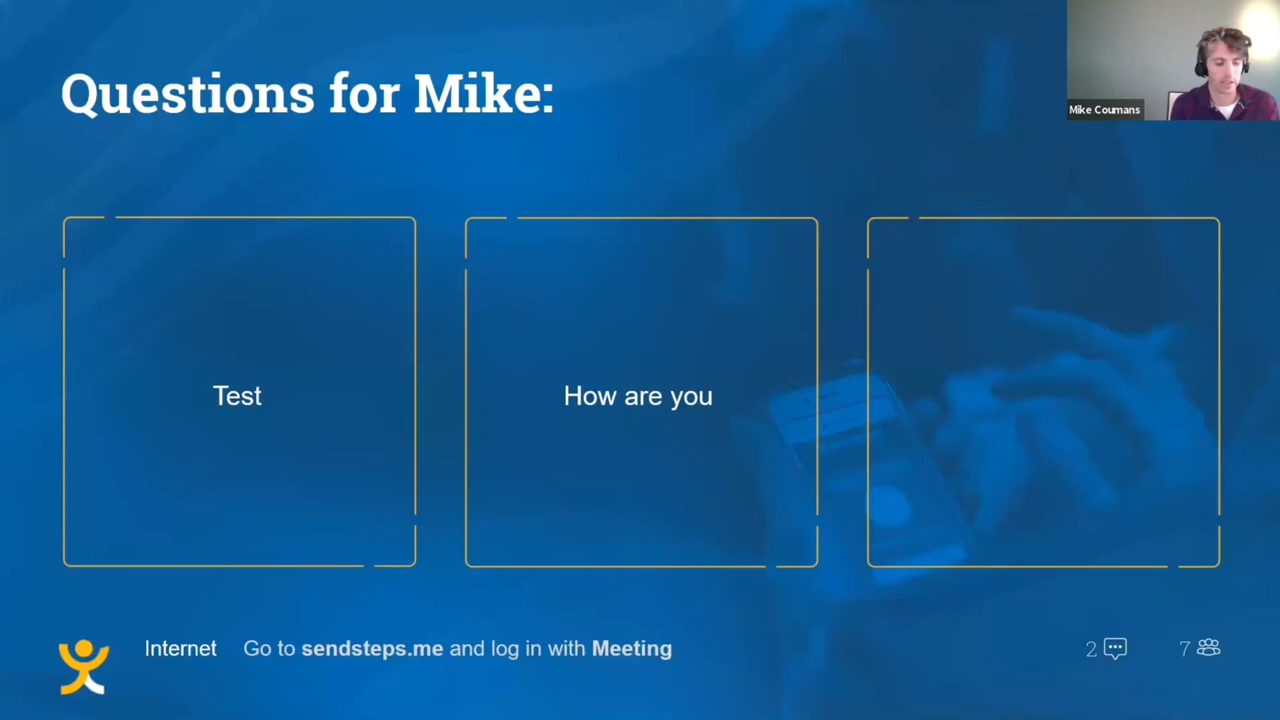 Questions for Mike:
Mike Coumans
Test
How are you
Internet Go to sendsteps.me and log in with Meeting
2
7